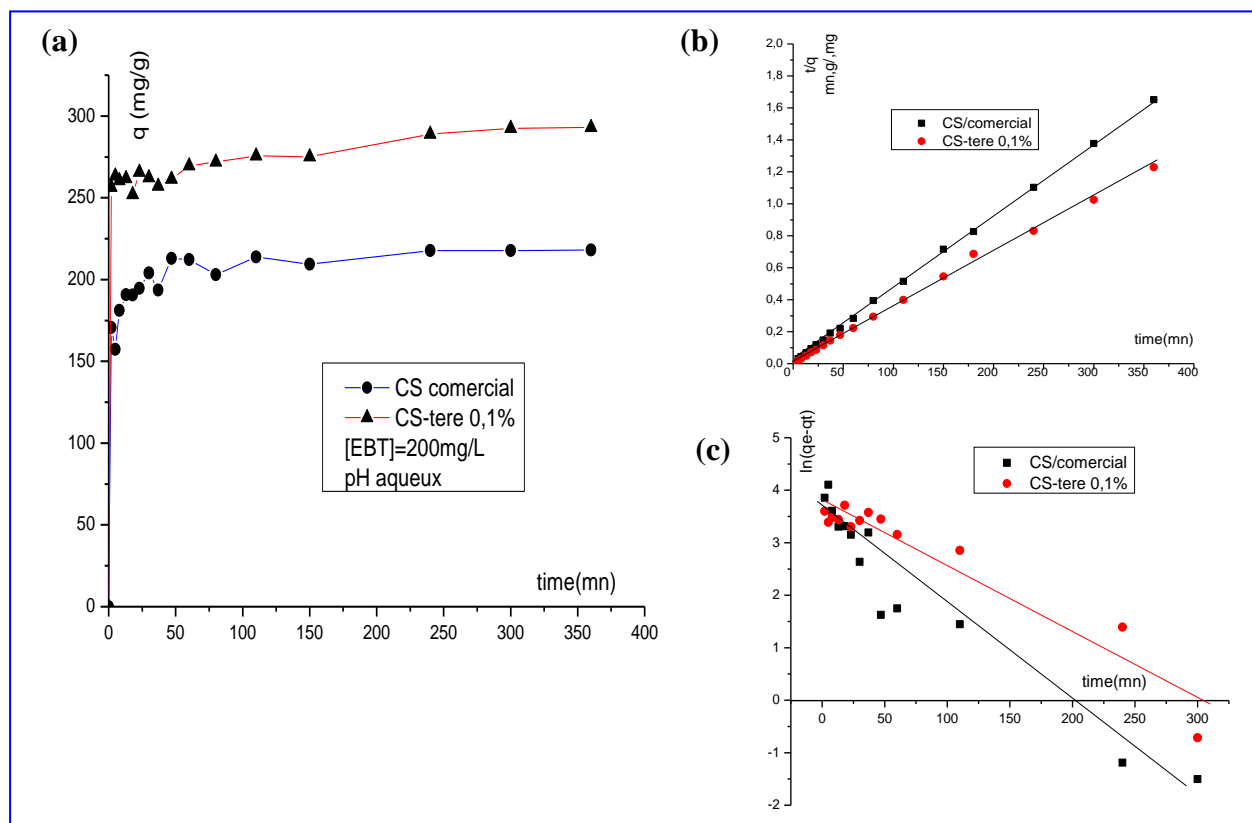 (a)
q (mg/g)
300
250
200
150
100
50
0
CS comercial
CS-tere 0,1%
[EBT]=200mg/L
pH aqueux
time(mn)
0 50 100 150 200 250 300 350 400
(b)
t/q
mn,g/,mg
2,0
1,8
1,6
1,4
1,2
1,0
0,8
0,6
0,4
0,2
0,0
CS/comercial
CS-tere 0,1%
time(mn)
0 50 100 150 200 250 300 350 400
(c)
ln(qe-qt)
5
4
3
2
1
0
-1
-2
CS/comercial
CS-tere 0,1%
time(mn)
0 50 100 150 200 250 300